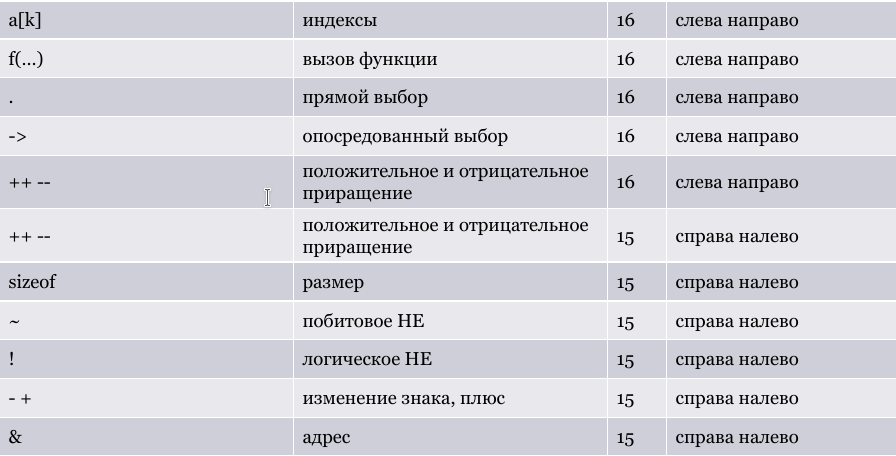 a[k] индексы 16 слева направо
f(...) вызов функции 16 слева направо
. прямой выбор 16 слева направо
-> опосредованный выбор 16 слева направо
++ -- положительное и отрицательное приращение 16 слева направо
++ -- положительное и отрицательное приращение 15 справа налево
sizeof размер 15 справа налево
~ побитовое НЕ 15 справа налево
! логическое НЕ 15 справа налево
- + изменение знака, плюс 15 справа налево
& адрес 15 справа налево